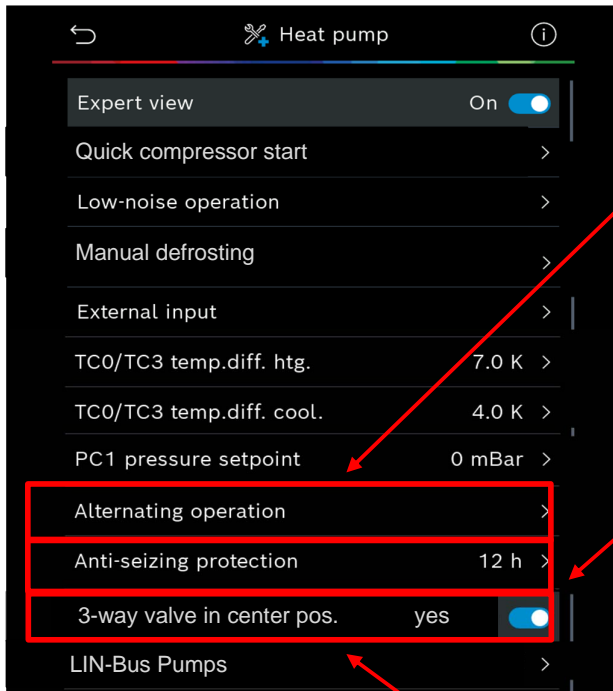 Heat pump
Expert view On
Quick compressor start
Low-noise operation
Manual defrosting
External input
TC0/TC3 temp.diff. htg. 7.0 K
TC0/TC3 temp.diff. cool. 4.0 K
PC1 pressure setpoint 0 mBar
Alternating operation
Anti-seizing protection 12 h
3-way valve in center pos. yes
LIN-Bus Pumps